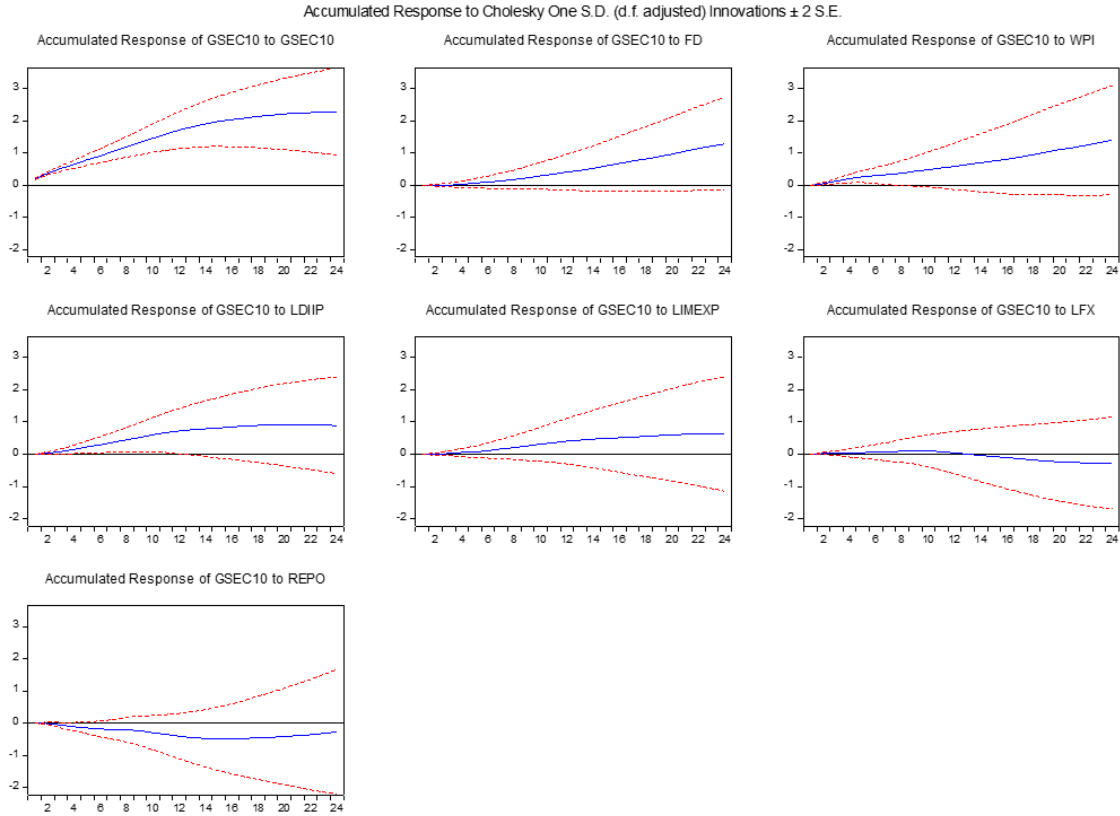 Accumulated Response to Cholesky One S.D. (d.f. adjusted) Innovations ± 2 S.E.
Accumulated Response of GSEC10 to GSEC10
3
2
1
0
-1
-2
2 4 6 8 10 12 14 16 18 20 22 24
Accumulated Response of GSEC10 to FD
3
2
1
0
-1
-2
2 4 6 8 10 12 14 16 18 20 22 24
Accumulated Response of GSEC10 to WPI
3
2
1
0
-1
-2
2 4 6 8 10 12 14 16 18 20 22 24
Accumulated Response of GSEC10 to LDIIP
3
2
1
0
-1
-2
2 4 6 8 10 12 14 16 18 20 22 24
Accumulated Response of GSEC10 to LIMEXP
3
2
1
0
-1
-2
2 4 6 8 10 12 14 16 18 20 22 24
Accumulated Response of GSEC10 to LFX
3
2
1
0
-1
-2
2 4 6 8 10 12 14 16 18 20 22 24
Accumulated Response of GSEC10 to REPO
3
2
1
0
-1
-2
2 4 6 8 10 12 14 16 18 20 22 24